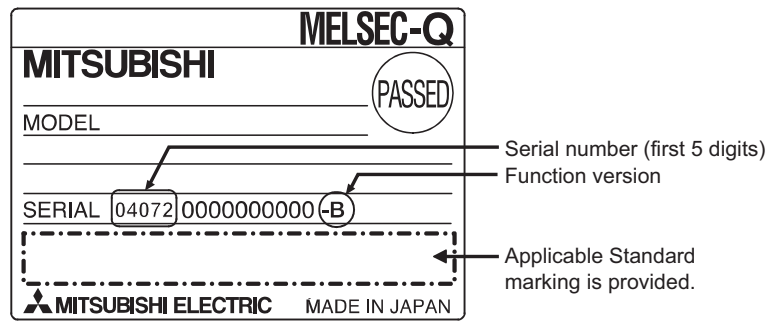 MELSEC-Q
MITSUBISHI
PASSED
MODEL
Serial number (first 5 digits)
Function version
SERIAL 04072 0000000000 -B
Applicable Standard
marking is provided.
MITSUBISHI ELECTRIC MADE IN JAPAN